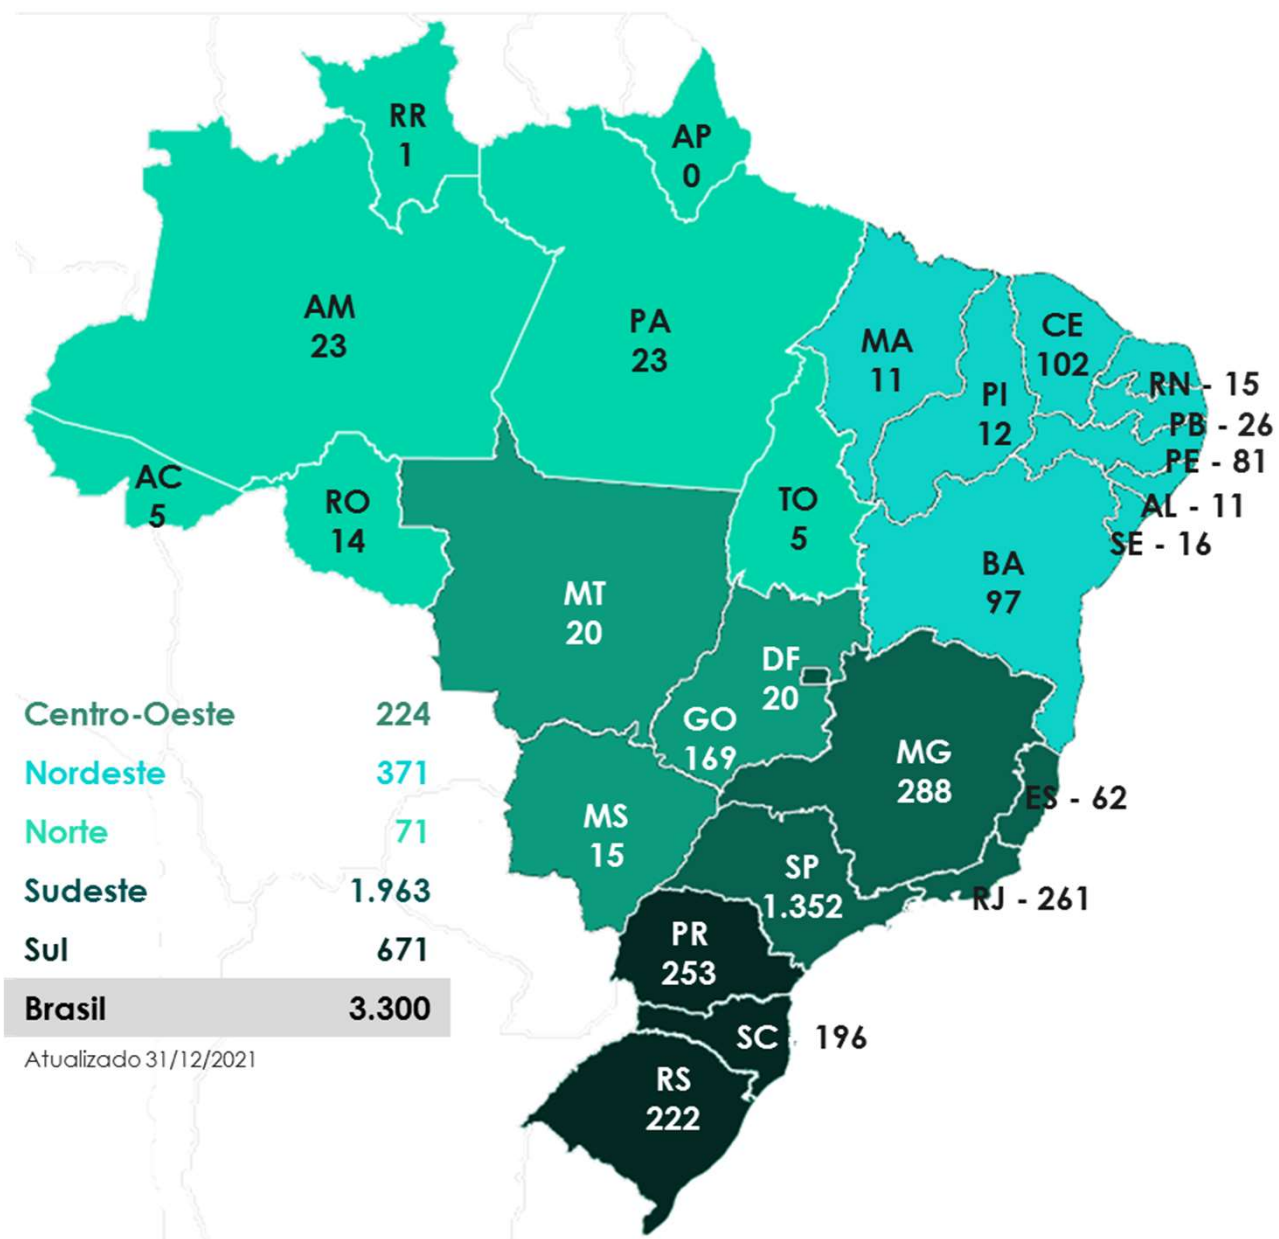 RR
1
AP
0
AM
23
PA
23
MA
11
CE
102
RN - 15
PI
12
PB - 26
PE - 81
AC
5
RO
14
TO
5
AL - 11
SE - 16
MT
20
BA
97
DF
20
GO
169
MG
288
ES - 62
MS
15
SP
1.352
RJ - 261
PR
253
SC 196
RS
222
Centro-Oeste 224
Nordeste 371
Norte 71
Sudeste 1.963
Sul 671
Brasil 3.300
Atualizado 31/12/2021